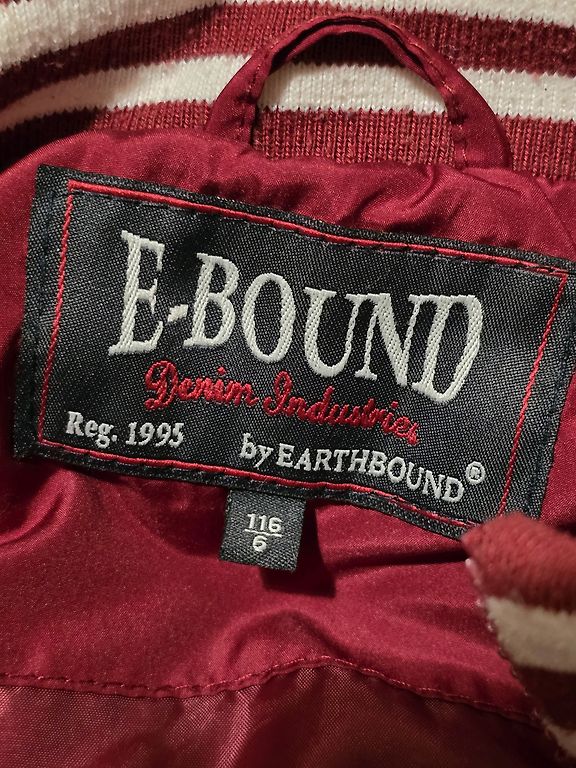 E-BOUND
Denim Industries
Reg. 1995
by EARTHBOUND®
116
6